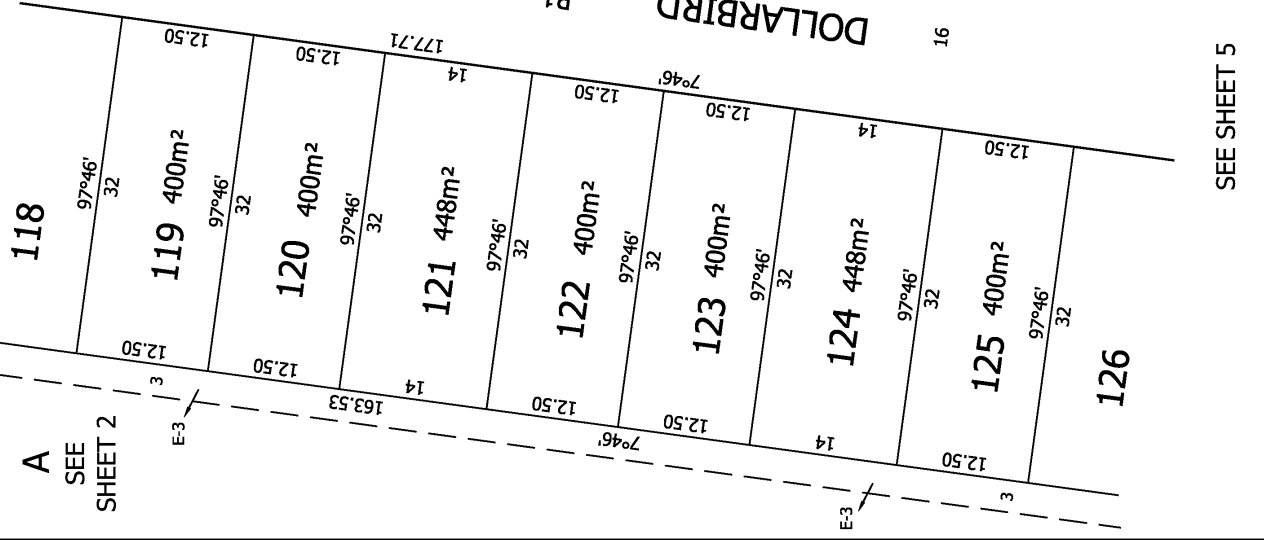 DOLLARBIRD
16
SEE SHEET 5
177.71
7°46'
12.50
12.50
14
12.50
12.50
14
12.50
97°46'
32
97°46'
32
97°46'
32
97°46'
32
97°46'
32
97°46'
32
97°46'
32
97°46'
32
118
119 400m²
120 400m²
121 448m²
122 400m²
123 400m²
124 448m²
125 400m²
126
12.50
12.50
14
12.50
12.50
14
12.50
163.53
7°46'
3
3
E-3
E-3
A
SEE
SHEET 2